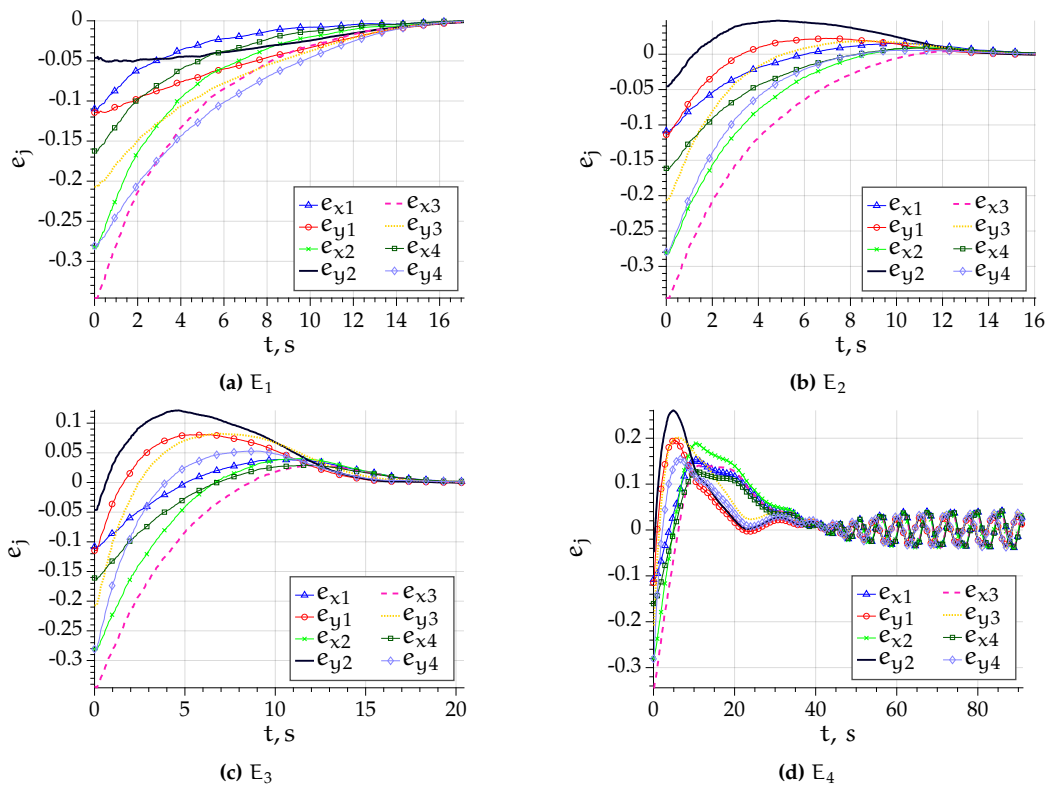 0
-0.05
-0.1
-0.15
-0.2
-0.25
-0.3
e_j
0 2 4 6 8 10 12 14 16
t, s
e_x1 e_x3
e_y1 e_y3
e_x2 e_x4
e_y2 e_y4
(a) E_1
0
-0.05
-0.1
-0.15
-0.2
-0.25
-0.3
e_j
0 2 4 6 8 10 12 14 16
t, s
e_x1 e_x3
e_y1 e_y3
e_x2 e_x4
e_y2 e_y4
(b) E_2
0.1
0.05
0
-0.05
-0.1
-0.15
-0.2
-0.25
-0.3
e_j
0 5 10 15 20
t, s
e_x1 e_x3
e_y1 e_y3
e_x2 e_x4
e_y2 e_y4
(c) E_3
0.2
0.1
0
-0.1
-0.2
-0.3
e_j
0 20 40 60 80
t, s
e_x1 e_x3
e_y1 e_y3
e_x2 e_x4
e_y2 e_y4
(d) E_4